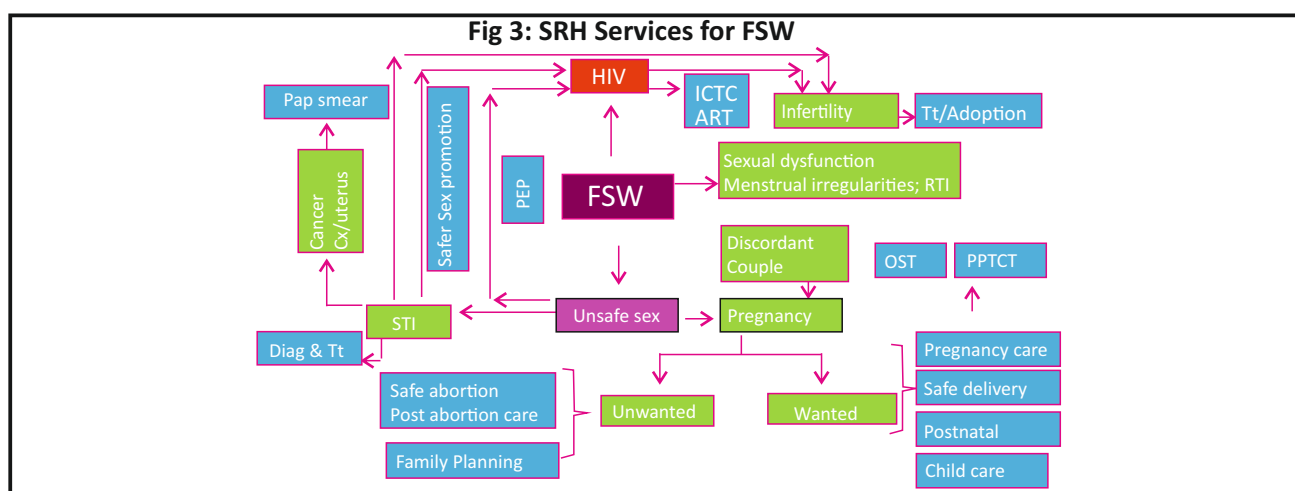 Fig 3: SRH Services for FSW
HIV
Pap smear
ICTC
ART
Infertility
Tt/Adoption
Safer Sex promotion
Cancer
Cx/uterus
PEP
FSW
Sexual dysfunction
Menstrual irregularities; RTI
Discordant
Couple
OST
PPTCT
STI
Unsafe sex
Pregnancy
Diag & Tt
Pregnancy care
Safe abortion
Post abortion care
Unwanted
Wanted
Safe delivery
Postnatal
Family Planning
Child care